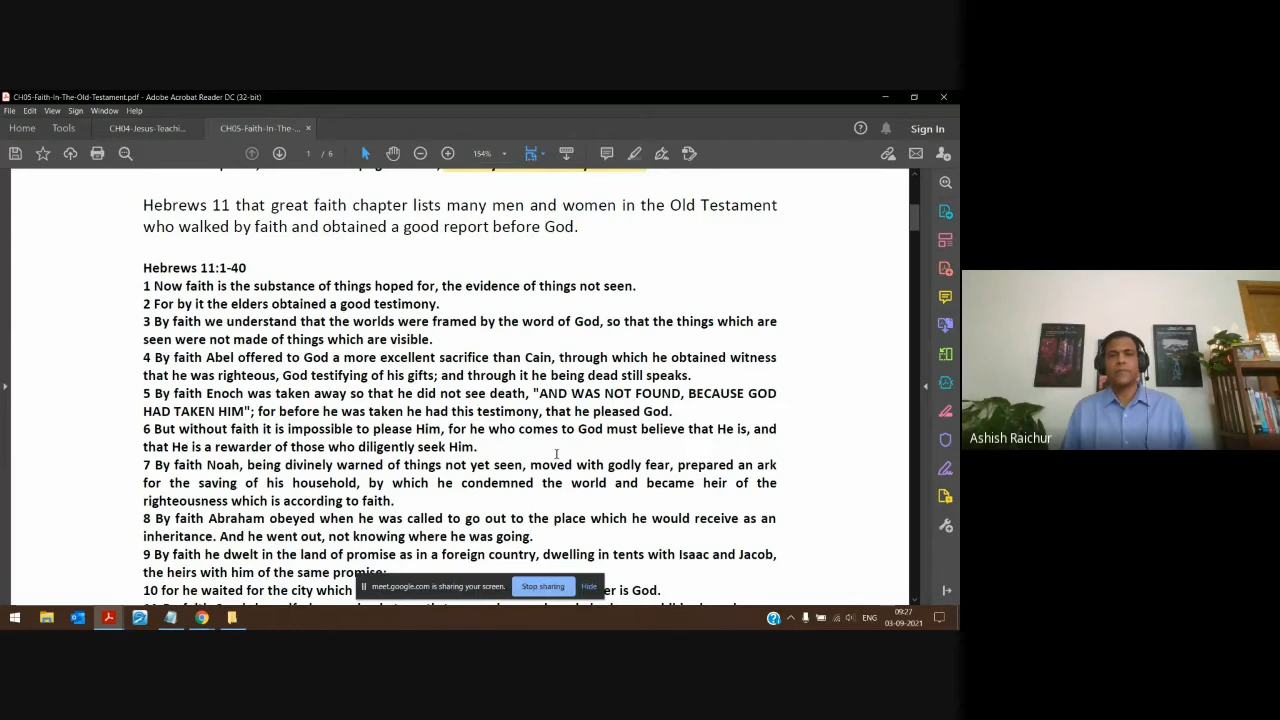 CH05-Faith-In-The-Old-Testament.pdf - Adobe Acrobat Reader DC (32-bit)
File Edit View Sign Window Help
Home Tools CH04-Jesus-Teachi... CH05-Faith-In-The-... × Sign In
1 / 6 154%
Hebrews 11 that great faith chapter lists many men and women in the Old Testament
who walked by faith and obtained a good report before God.
Hebrews 11:1-40
1 Now faith is the substance of things hoped for, the evidence of things not seen.
2 For by it the elders obtained a good testimony.
3 By faith we understand that the worlds were framed by the word of God, so that the things which are
seen were not made of things which are visible.
4 By faith Abel offered to God a more excellent sacrifice than Cain, through which he obtained witness
that he was righteous, God testifying of his gifts; and through it he being dead still speaks.
5 By faith Enoch was taken away so that he did not see death, "AND WAS NOT FOUND, BECAUSE GOD
HAD TAKEN HIM"; for before he was taken he had this testimony, that he pleased God.
6 But without faith it is impossible to please Him, for he who comes to God must believe that He is, and
that He is a rewarder of those who diligently seek Him.
7 By faith Noah, being divinely warned of things not yet seen, moved with godly fear, prepared an ark
for the saving of his household, by which he condemned the world and became heir of the
righteousness which is according to faith.
8 By faith Abraham obeyed when he was called to go out to the place which he would receive as an
inheritance. And he went out, not knowing where he was going.
9 By faith he dwelt in the land of promise as in a foreign country, dwelling in tents with Isaac and Jacob,
the heirs with him of the same promise;
10 for he waited for the city which er is God.
meet.google.com is sharing your screen. Stop sharing Hide
ENG
09:27
03-09-2021
Ashish Raichur